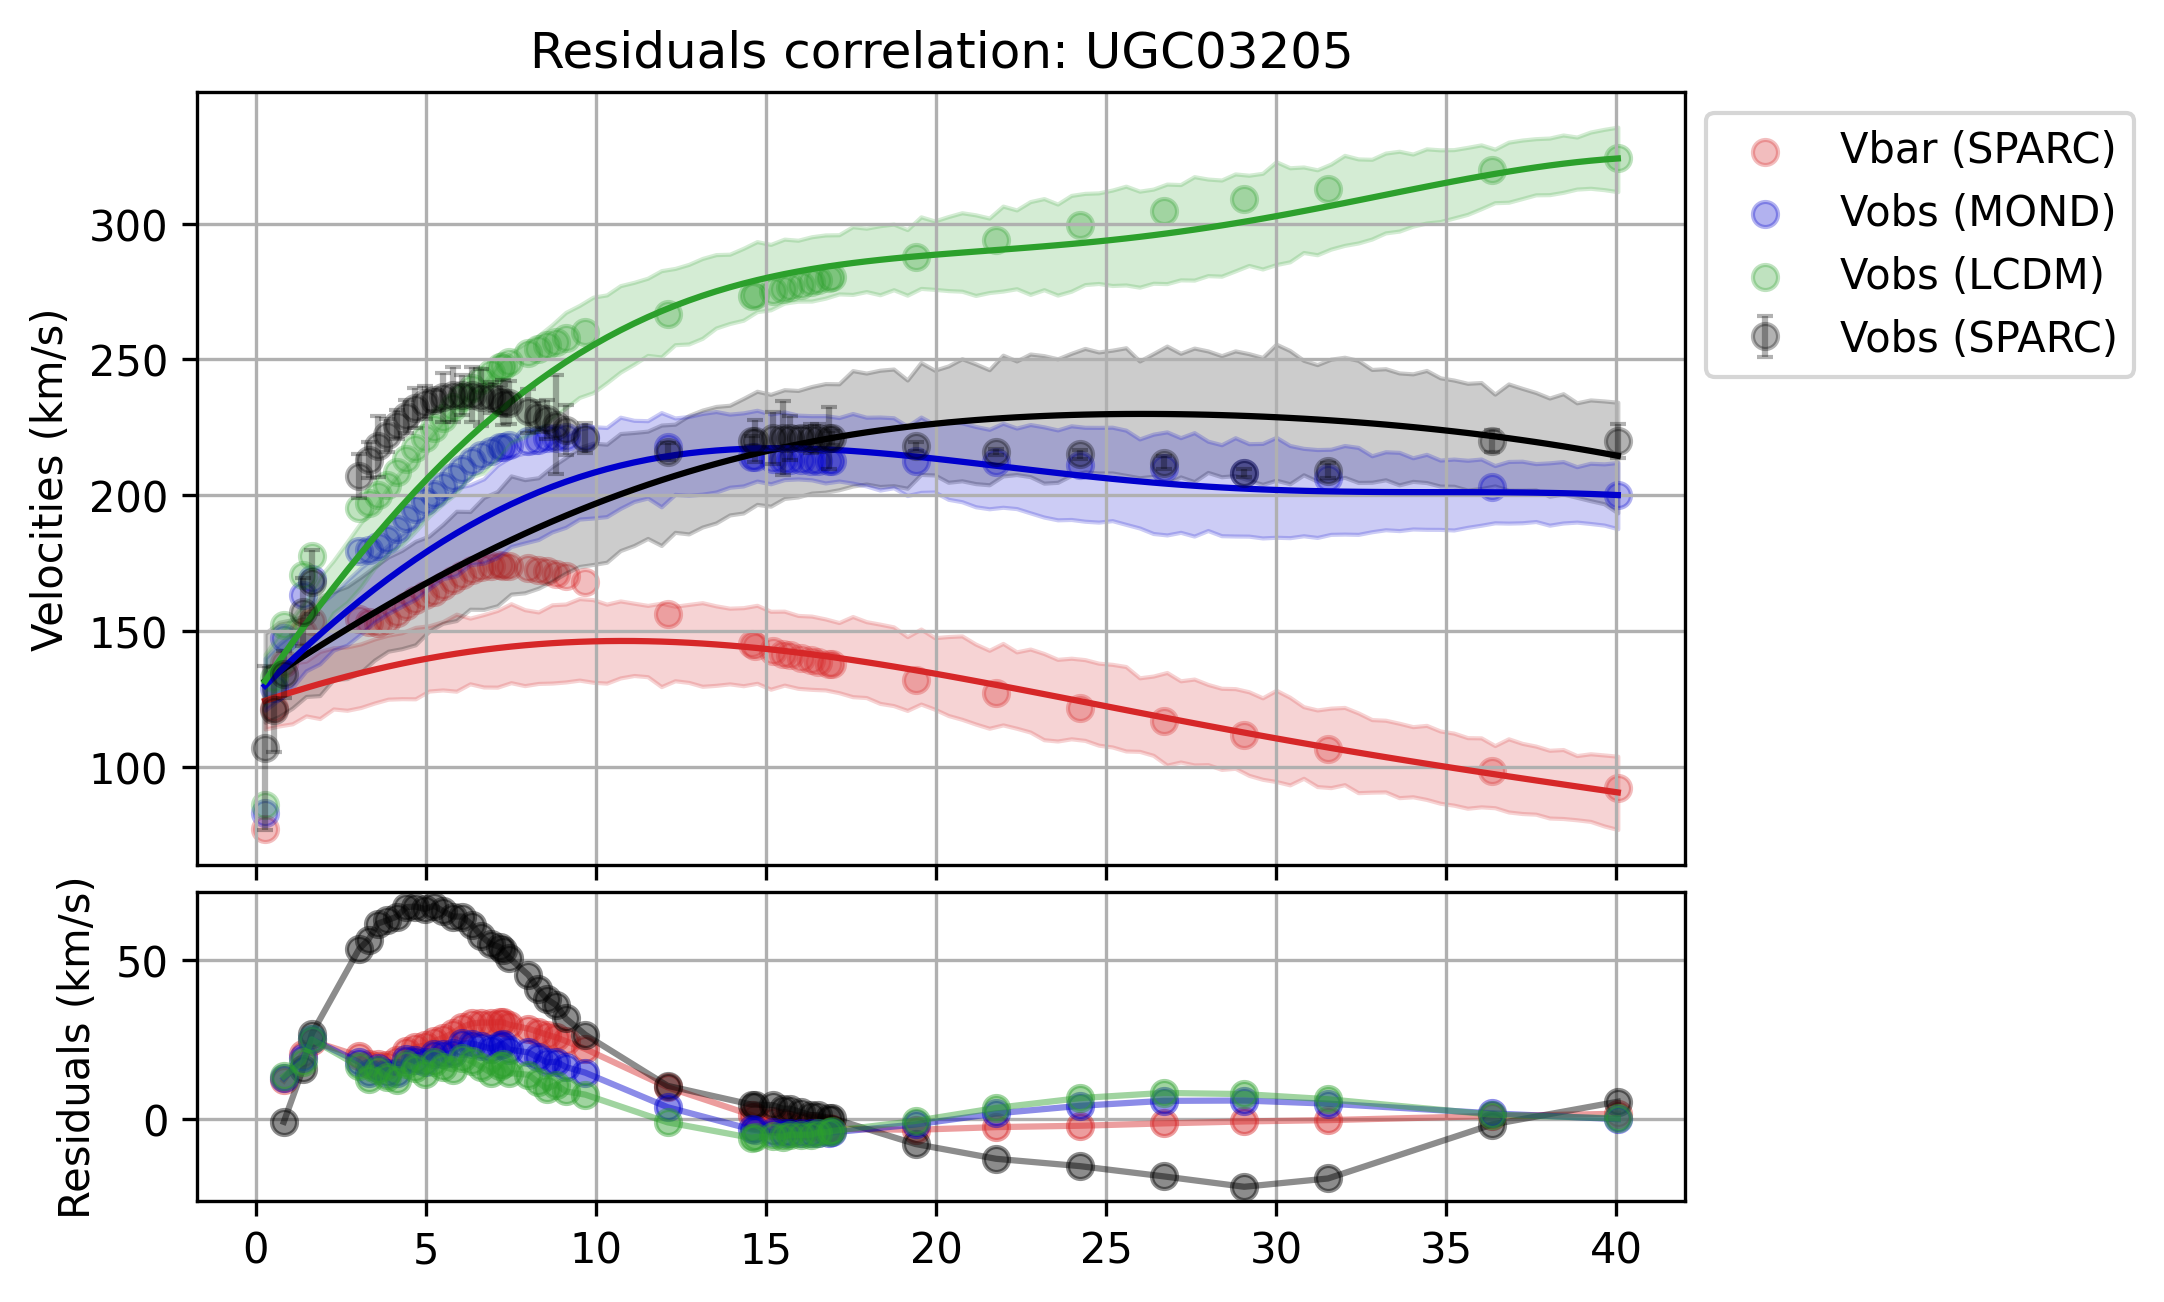 Residuals correlation: UGC03205
Velocities (km/s)
300
250
200
150
100
Vbar (SPARC)
Vobs (MOND)
Vobs (LCDM)
Vobs (SPARC)
Residuals (km/s)
50
0
0 5 10 15 20 25 30 35 40